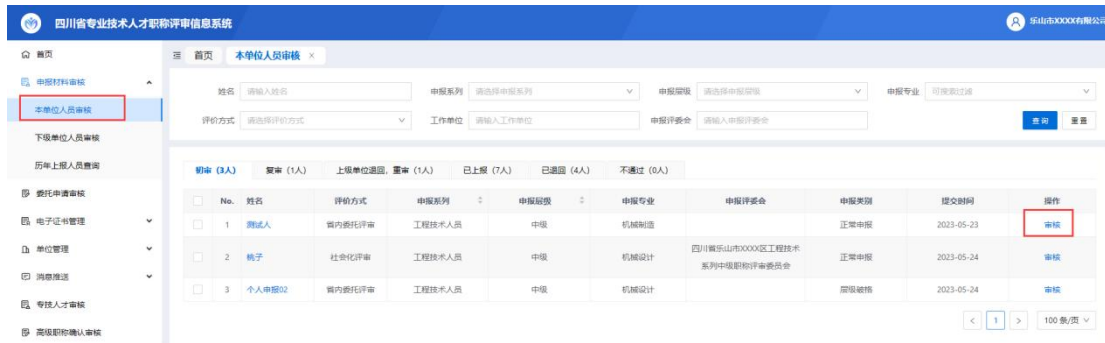 四川省专业技术人才职称评审信息系统
乐山市XXXX有限公司
首页
申报材料审核
本单位人员审核
下级单位人员审核
历年上报人员查询
委托申请审核
电子证书管理
单位管理
消息推送
专技人才审核
高级职称确认审核
首页 本单位人员审核 ×
姓名 请输入姓名 申报系列 请选择申报系列 申报层级 请选择申报层级 申报专业 可搜索过滤
评价方式 请选择评价方式 工作单位 请输入工作单位 申报评委会 请输入申报评委会 查询 重置
初审（3人） 复审（1人） 上级单位退回，重审（1人） 已上报（7人） 已退回（4人） 不通过（0人）
No. 姓名 评价方式 申报系列 申报层级 申报专业 申报评委会 申报类别 提交时间 操作
1 测试人 省内委托评审 工程技术人员 中级 机械制造 正常申报 2023-05-23 审核
2 桃子 社会化评审 工程技术人员 中级 机械设计 四川省乐山市XXXX区工程技术系列中级职称评审委员会 正常申报 2023-05-24 审核
3 个人申报02 省内委托评审 工程技术人员 中级 机械设计 层级破格 2023-05-24 审核
< 1 > 100 条/页